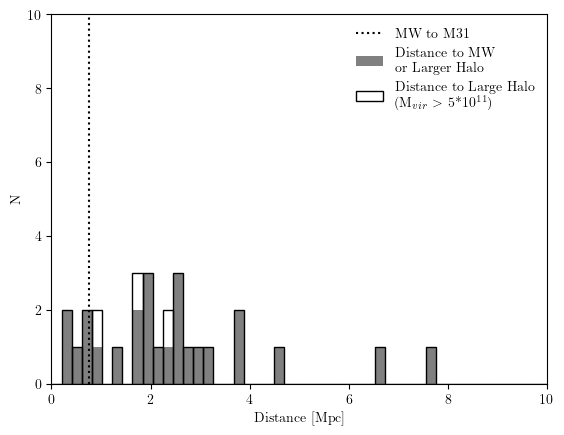 MW to M31
Distance to MW
or Larger Halo
Distance to Large Halo
(M_vir > 5*10^11)
10
8
6
4
2
0
N
0 2 4 6 8 10
Distance [Mpc]